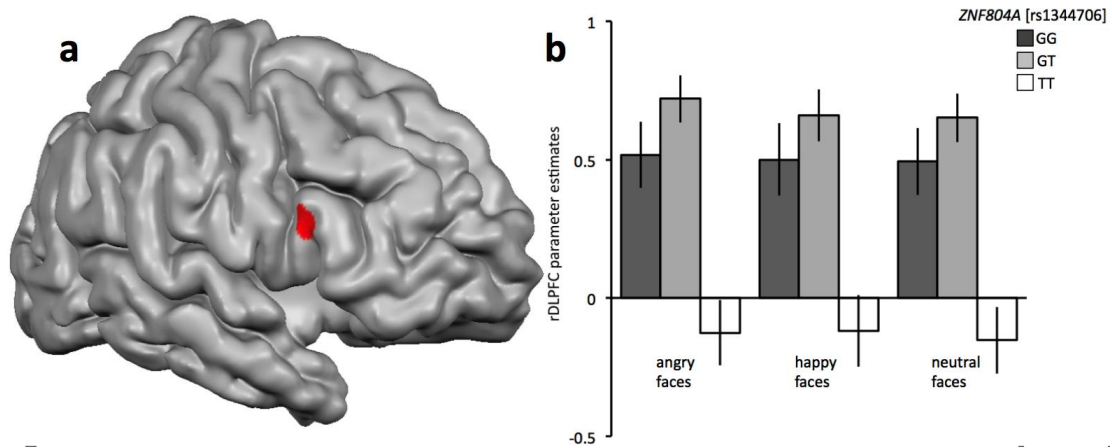 a
b
ZNF804A [rs1344706]
GG
GT
TT
rDLPFC parameter estimates
1
0.5
0
-0.5
angry
faces
happy
faces
neutral
faces